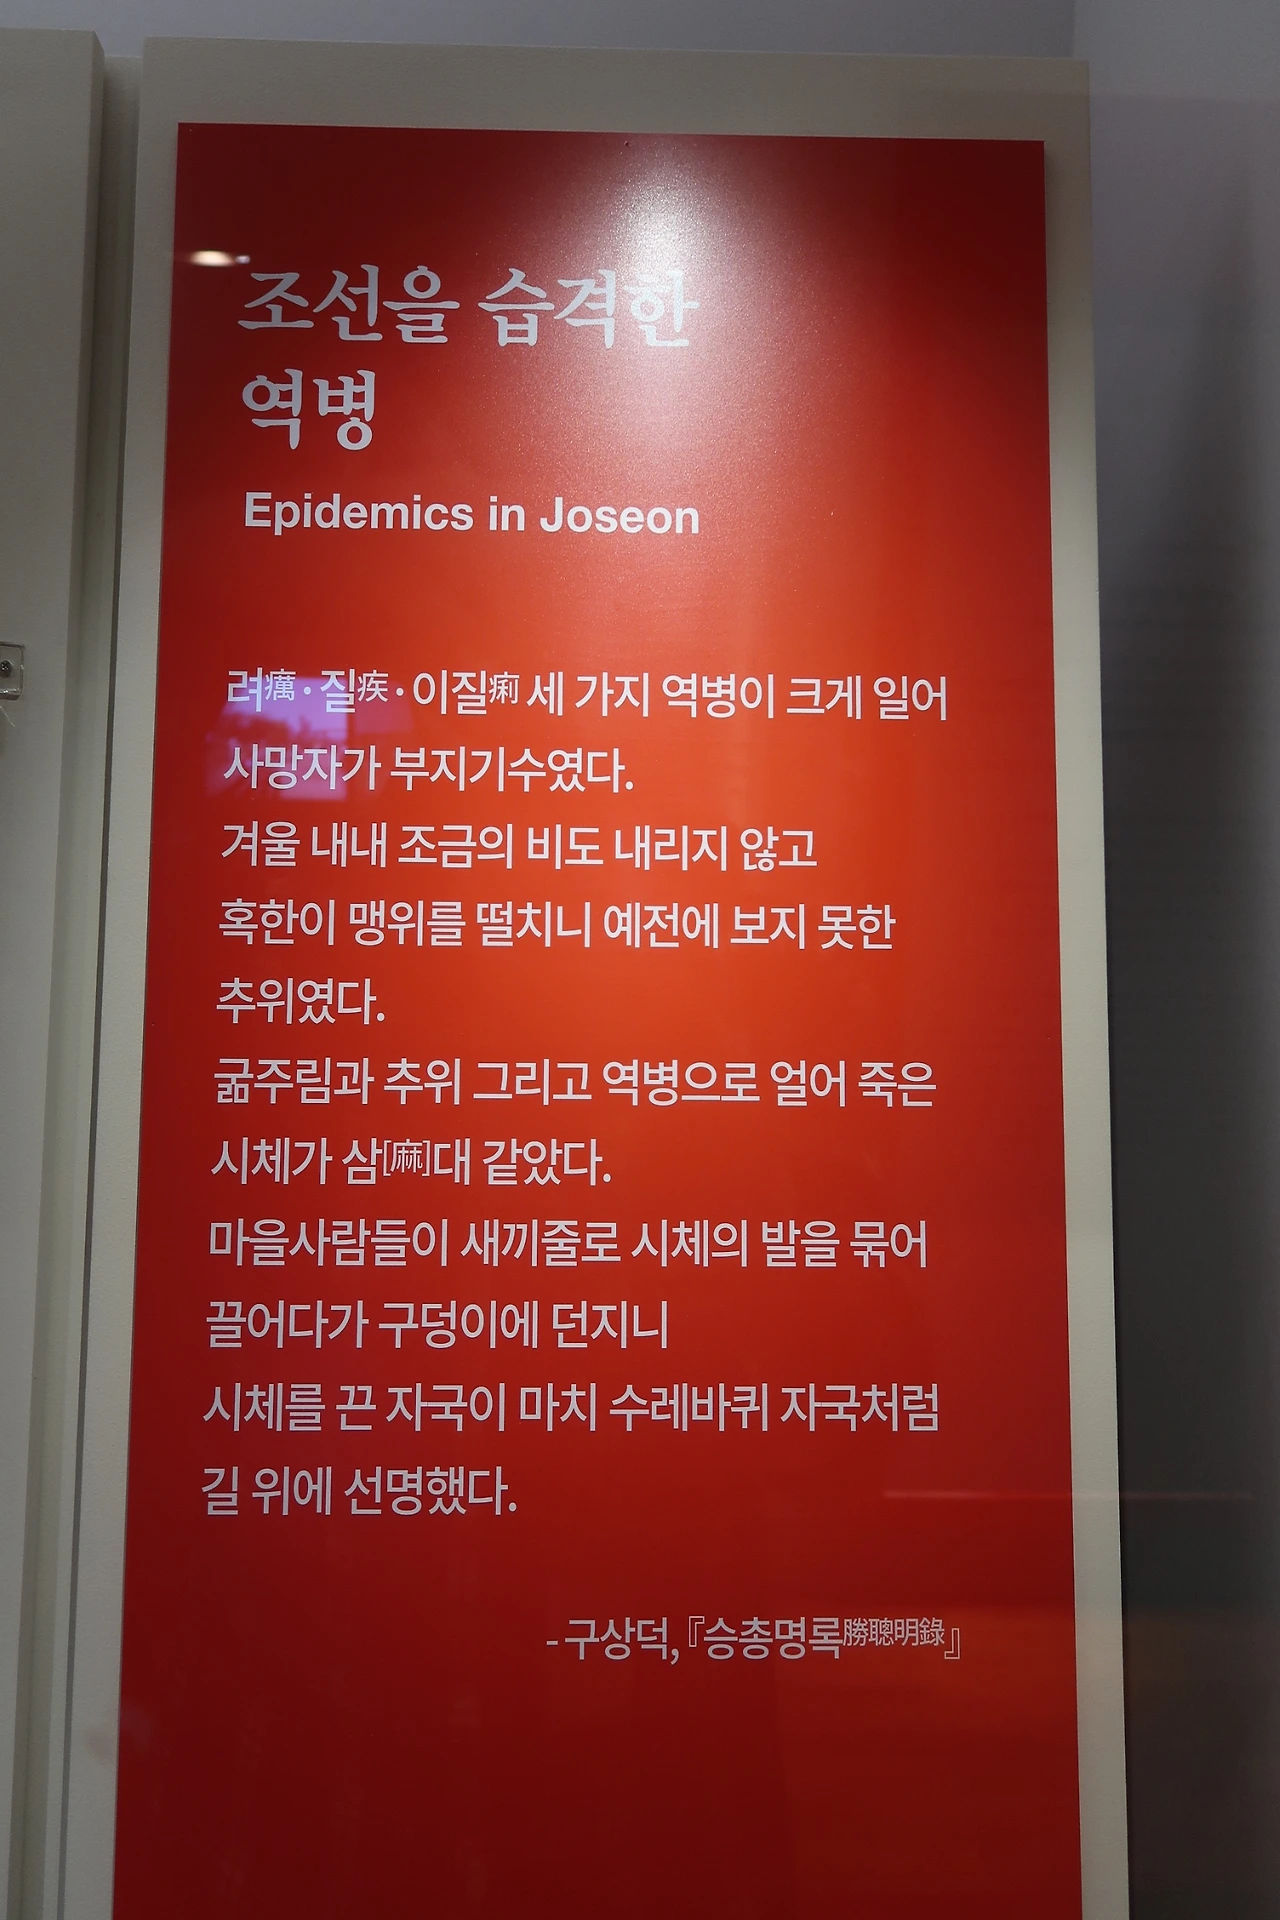 조선을 습격한
역병
Epidemics in Joseon
려癘·질疾·이질痢 세 가지 역병이 크게 일어
사망자가 부지기수였다.
겨울 내내 조금의 비도 내리지 않고
혹한이 맹위를 떨치니 예전에 보지 못한
추위였다.
굶주림과 추위 그리고 역병으로 얼어 죽은
시체가 삼[麻]대 같았다.
마을사람들이 새끼줄로 시체의 발을 묶어
끌어다가 구덩이에 던지니
시체를 끈 자국이 마치 수레바퀴 자국처럼
길 위에 선명했다.
- 구상덕,『승총명록勝聰明錄』